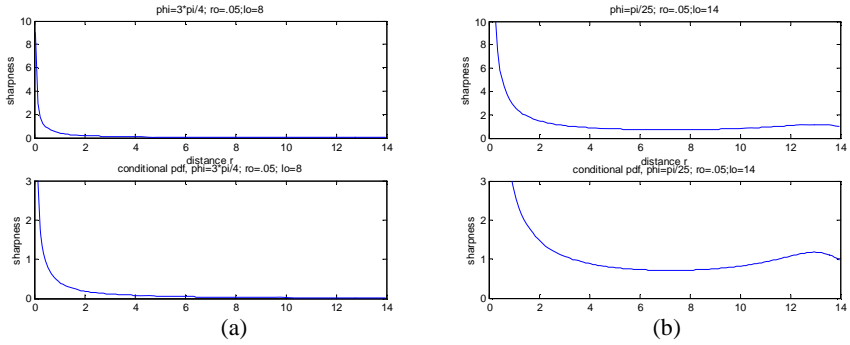 phi=3*pi/4; ro=.05;lo=8
10
8
6
4
2
0
sharpness
0 2 4 6 8 10 12 14
distance r
conditional pdf, phi=3*pi/4; ro=.05; lo=8
3
2
1
0
sharpness
0 2 4 6 8 10 12 14
(a)
phi=pi/25; ro=.05;lo=14
10
8
6
4
2
0
sharpness
0 2 4 6 8 10 12 14
distance r
conditional pdf, phi=pi/25; ro=.05;lo=14
3
2
1
0
sharpness
0 2 4 6 8 10 12 14
(b)